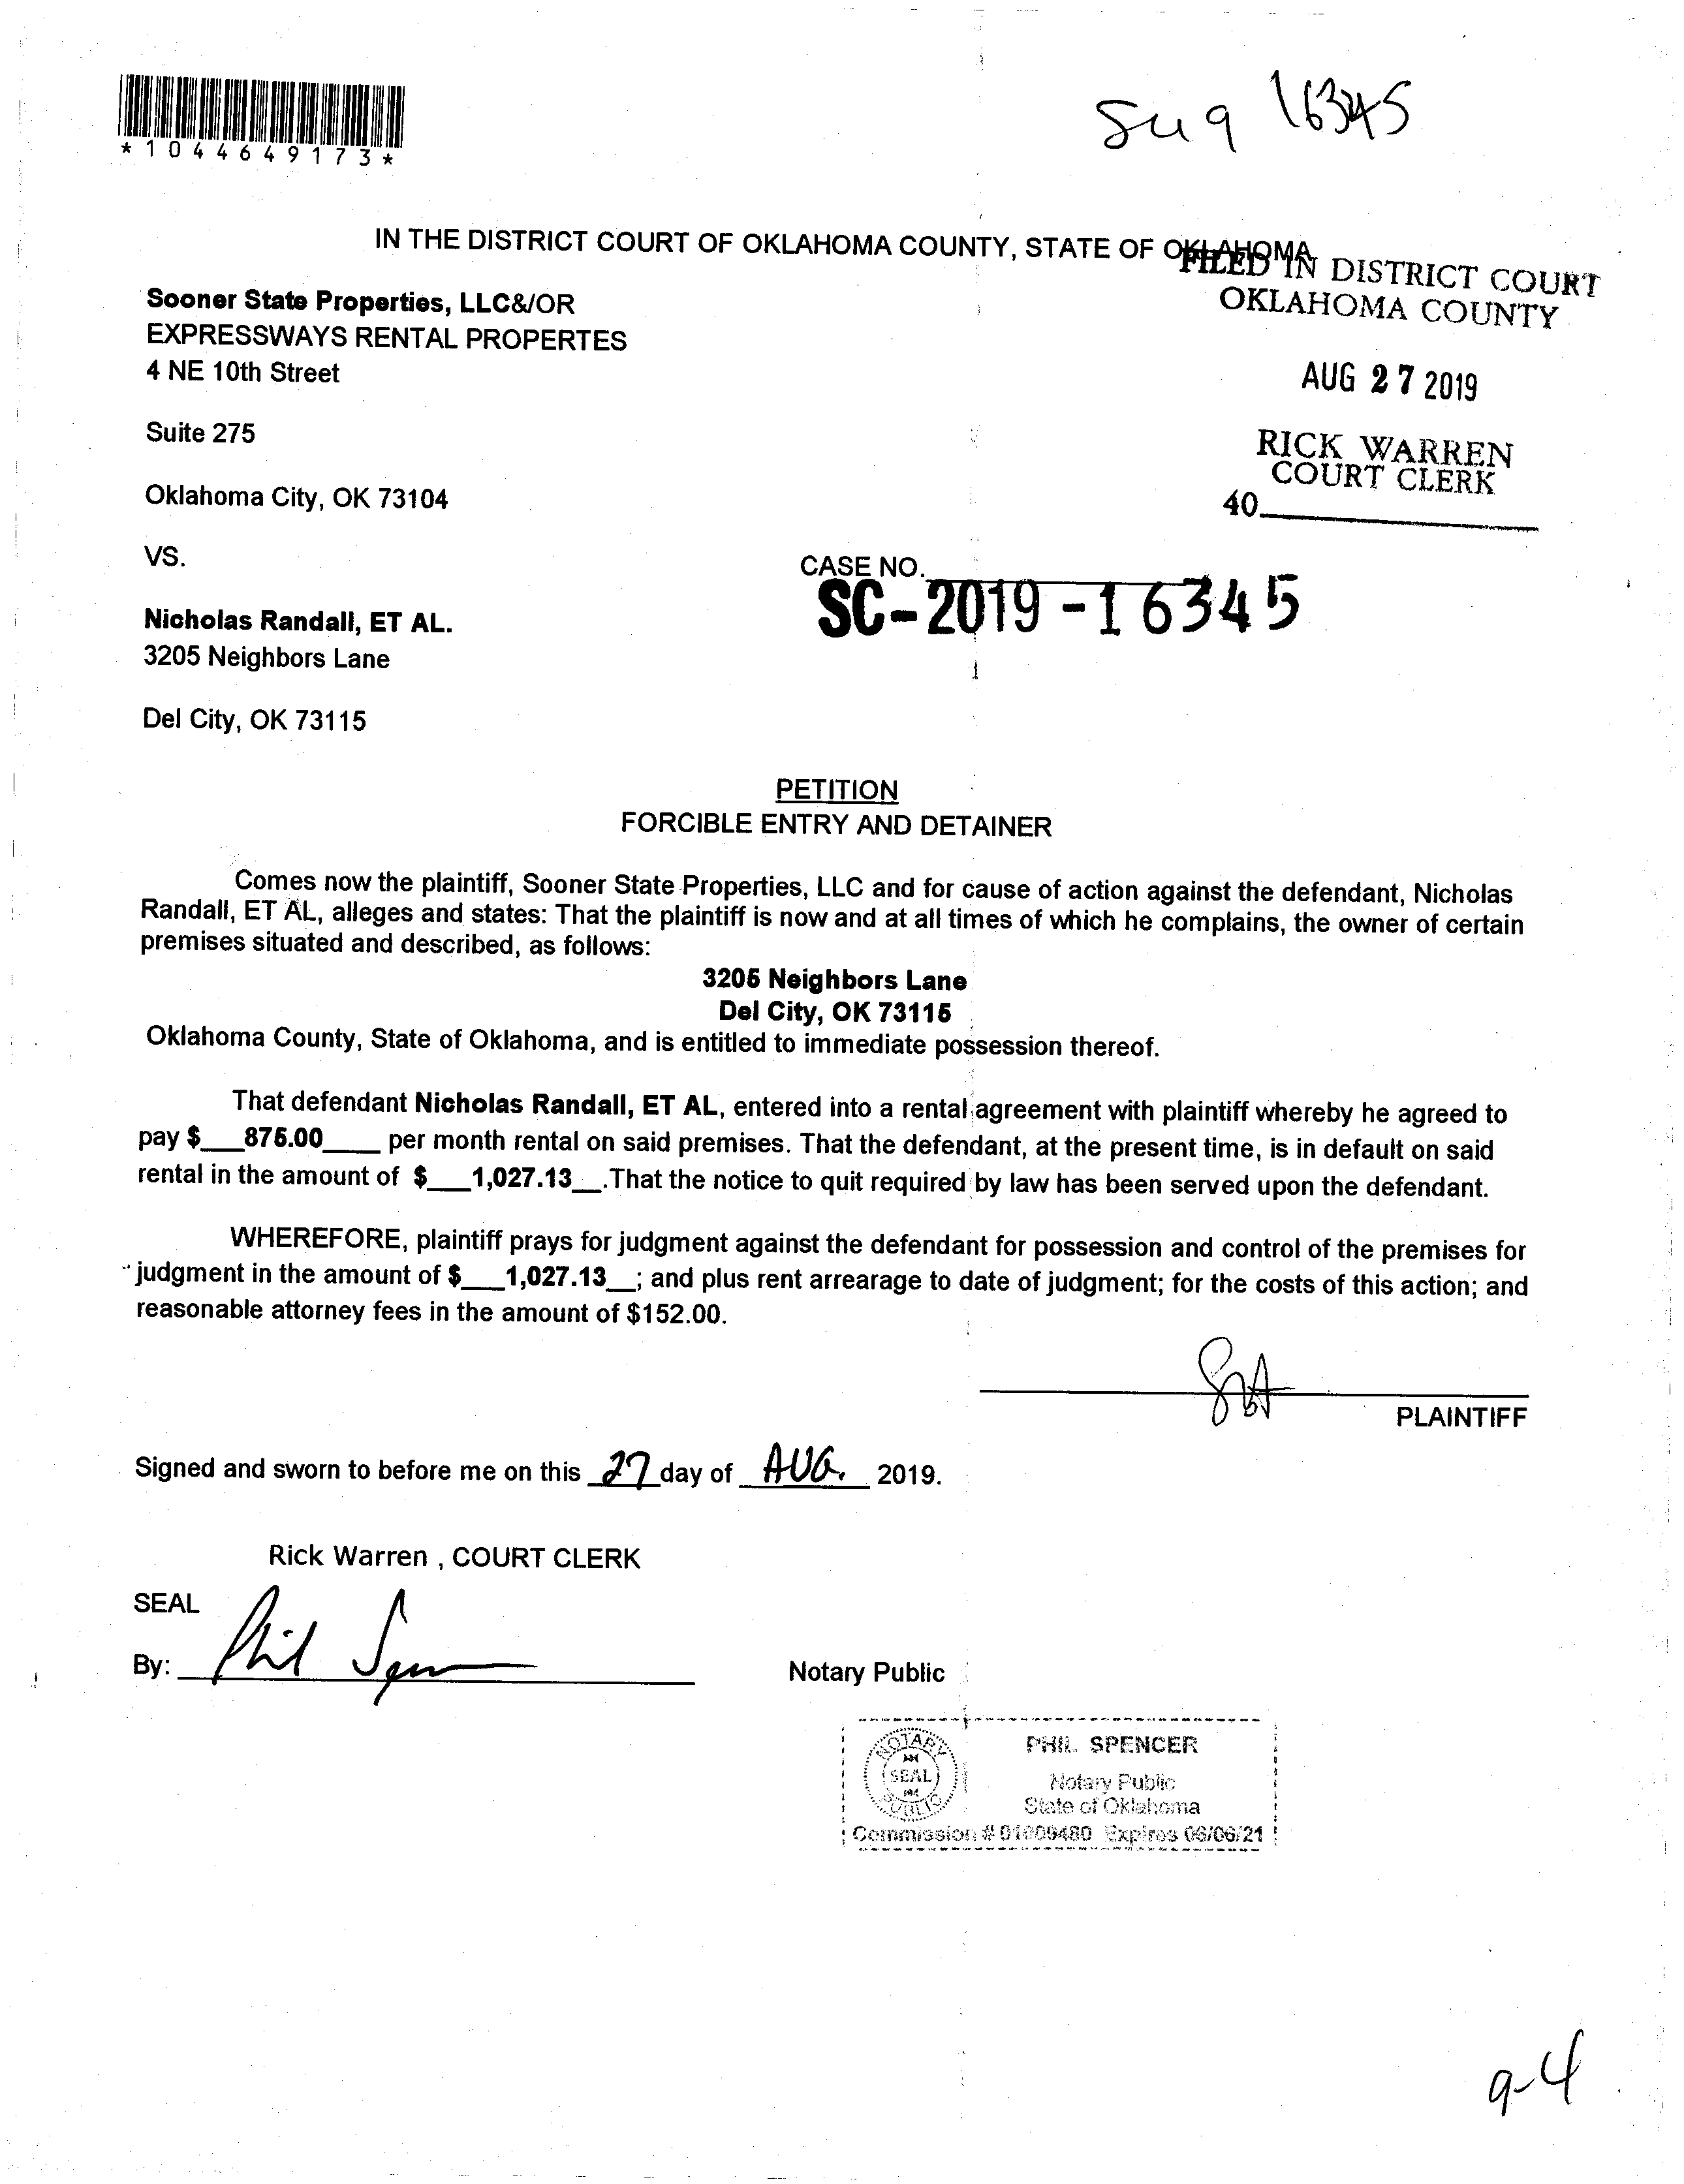 *1044649173*
16345
IN THE DISTRICT COURT OF OKLAHOMA COUNTY, STATE OF OKLAHOMA
FILED IN DISTRICT COURT
OKLAHOMA COUNTY
Sooner State Properties, LLC&/OR
EXPRESSWAYS RENTAL PROPERTES
4 NE 10th Street
AUG 27 2019
Suite 275
RICK WARREN
COURT CLERK
Oklahoma City, OK 73104
40
VS.
CASE NO.
SC-2019-16345
Nicholas Randall, ET AL.
3205 Neighbors Lane
Del City, OK 73115
PETITION
FORCIBLE ENTRY AND DETAINER
Comes now the plaintiff, Sooner State Properties, LLC and for cause of action against the defendant, Nicholas
Randall, ET AL, alleges and states: That the plaintiff is now and at all times of which he complains, the owner of certain
premises situated and described, as follows:
3205 Neighbors Lane
Del City, OK 73115
Oklahoma County, State of Oklahoma, and is entitled to immediate possession thereof.
That defendant Nicholas Randall, ET AL, entered into a rental agreement with plaintiff whereby he agreed to
pay $___875.00____ per month rental on said premises. That the defendant, at the present time, is in default on said
rental in the amount of $___1,027.13__.That the notice to quit required by law has been served upon the defendant.
WHEREFORE, plaintiff prays for judgment against the defendant for possession and control of the premises for
judgment in the amount of $___1,027.13__; and plus rent arrearage to date of judgment; for the costs of this action; and
reasonable attorney fees in the amount of $152.00.
PLAINTIFF
Signed and sworn to before me on this 27 day of AUG. 2019.
Rick Warren , COURT CLERK
SEAL
By: Phil Spencer
Notary Public
NOTARY
SEAL
PUBLIC
PHIL SPENCER
Notary Public
State of Oklahoma
Commission # 01009480 Expires 06/06/21
9-4